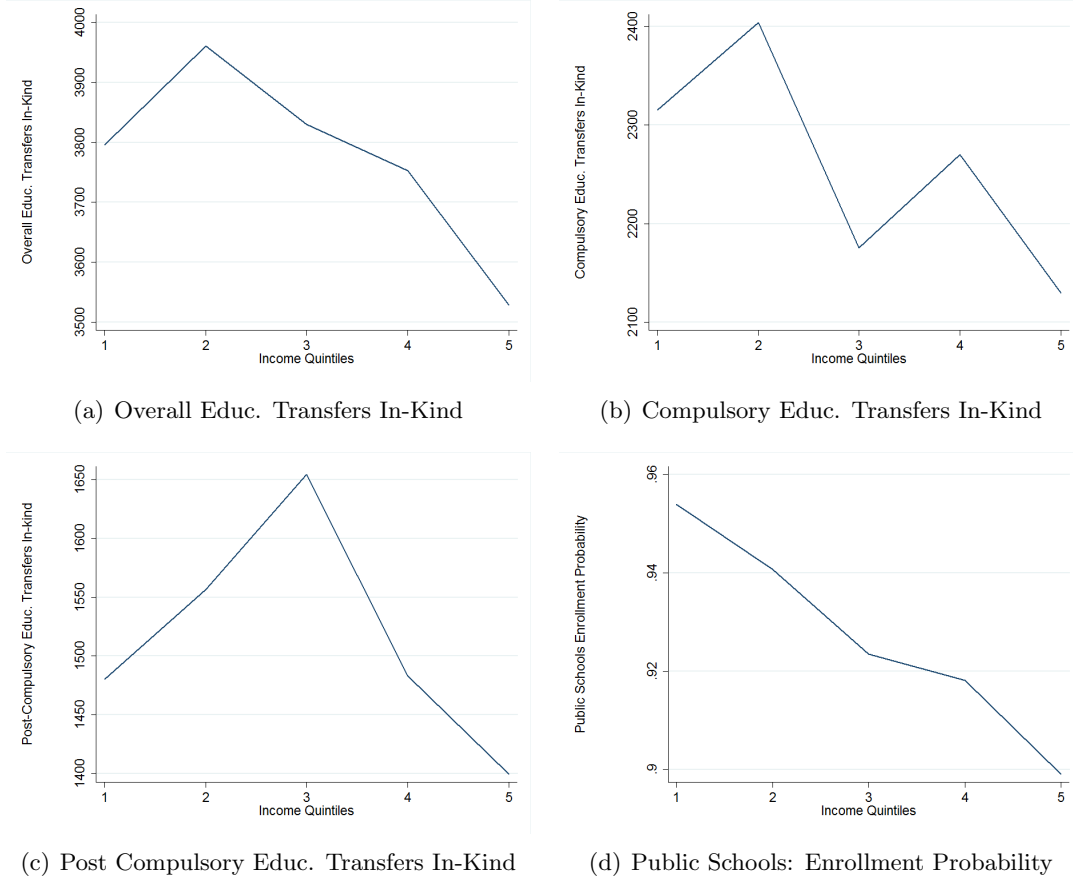 Overall Educ. Transfers In-Kind
4000
3900
3800
3700
3600
3500
1 2 3 4 5
Income Quintiles
(a) Overall Educ. Transfers In-Kind
Compulsory Educ. Transfers In-Kind
2400
2300
2200
2100
1 2 3 4 5
Income Quintiles
(b) Compulsory Educ. Transfers In-Kind
Post-Compulsory Educ. Transfers In-kind
1650
1600
1550
1500
1450
1400
1 2 3 4 5
Income Quintiles
(c) Post Compulsory Educ. Transfers In-Kind
Public Schools Enrollment Probability
.96
.94
.92
.9
1 2 3 4 5
Income Quintiles
(d) Public Schools: Enrollment Probability